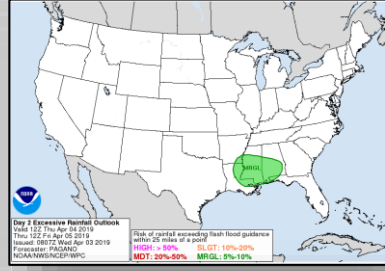 MRGL
NOAA
Day 2 Excessive Rainfall Outlook
Valid 12Z Thu Apr 04 2019
Thru 12Z Fri Apr 05 2019
Issued: 0807Z Wed Apr 03 2019
Forecaster: PAGANO
NOAA/NWS/NCEP/WPC
Risk of rainfall exceeding flash flood guidance
within 25 miles of a point
HIGH: > 50% SLGT: 10%-20%
MDT: 20%-50% MRGL: 5%-10%